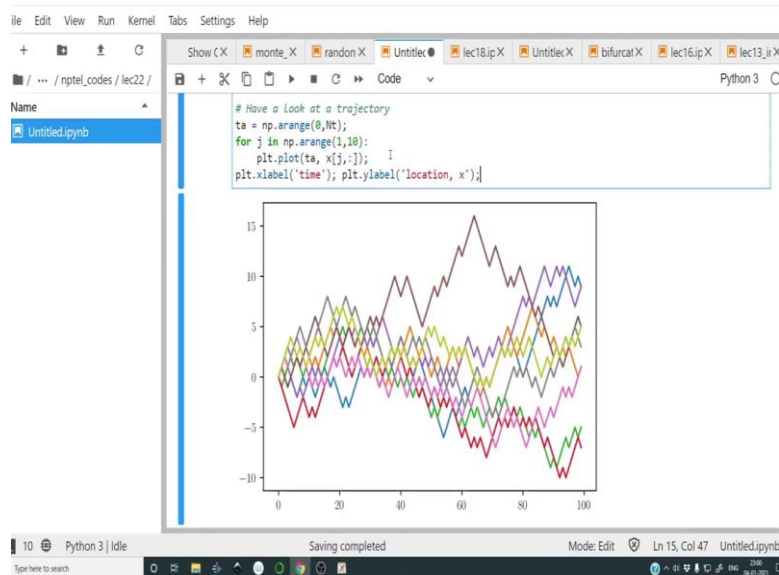 ile Edit View Run Kernel Tabs Settings Help
Show C X monte_ X randon X Untitlec lec18.ip X Untitlec X bifurcat X lec16.ip X lec13_ir X
/ ··· / nptel_codes / lec22 /
Code
Python 3
Name
Untitled.ipynb
# Have a look at a trajectory
ta = np.arange(0,Nt);
for j in np.arange(1,10):
plt.plot(ta, x[j,:]);
plt.xlabel('time'); plt.ylabel('location, x');
15
10
5
0
−5
−10
0 20 40 60 80 100
10 Python 3 | Idle Saving completed Mode: Edit Ln 15, Col 47 Untitled.ipynb
Type here to search ENG 23:00